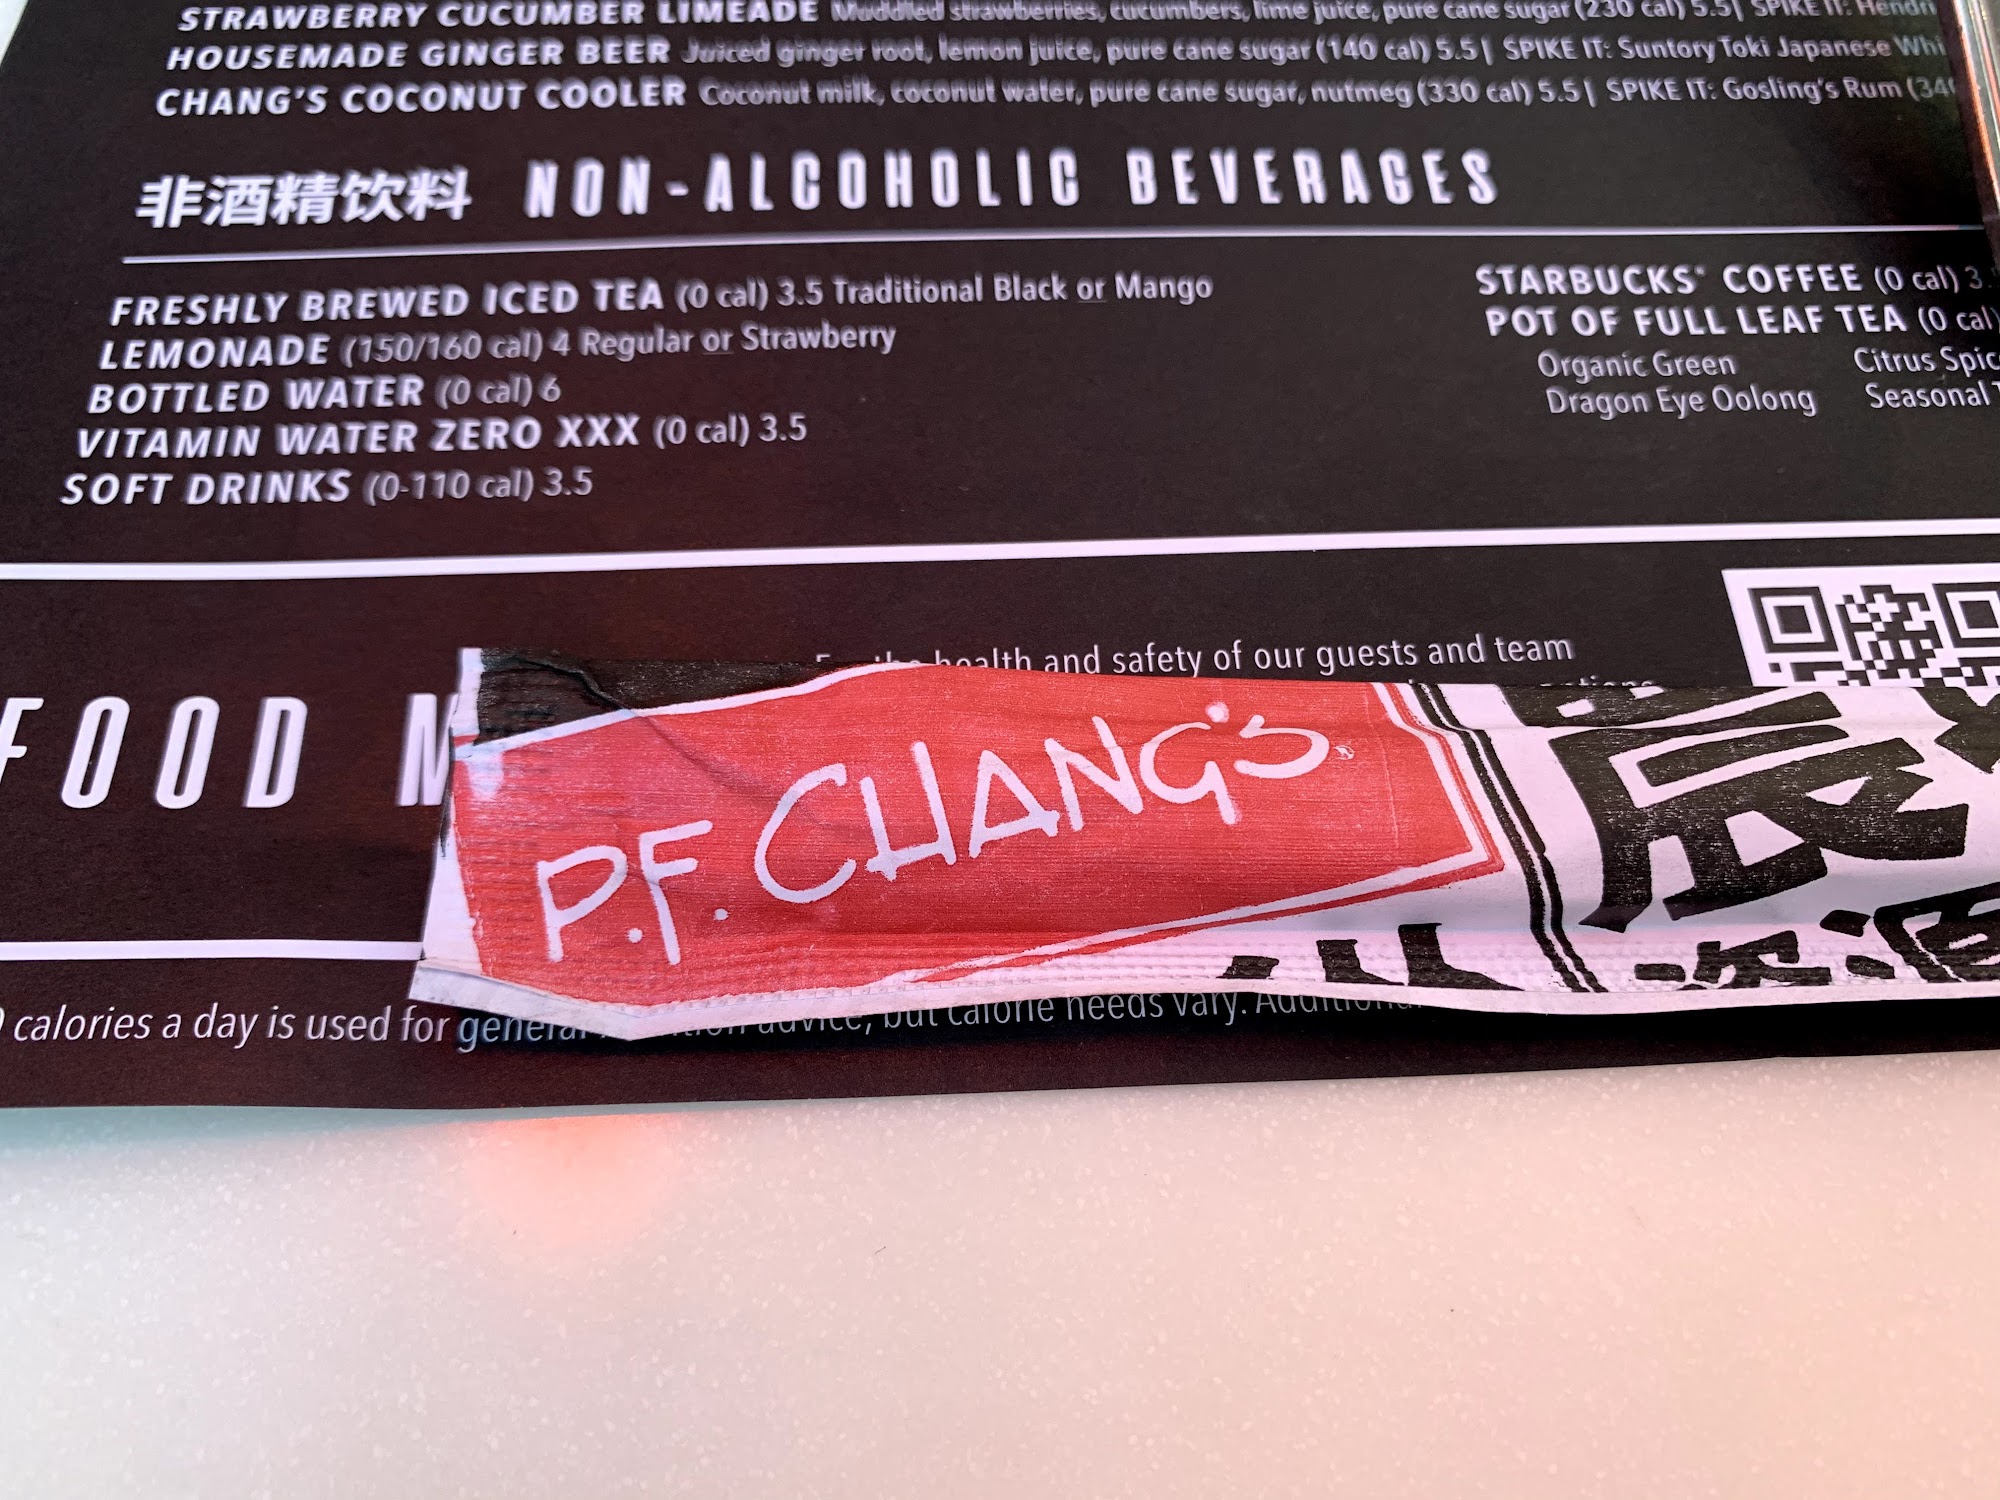 STRAWBERRY CUCUMBER LIMEADE Muddled strawberries, cucumbers, lime juice, pure cane sugar (230 cal) 5.5| SPIKE IT:
HOUSEMADE GINGER BEER Juiced ginger root, lemon juice, pure cane sugar (140 cal) 5.5| SPIKE IT: Suntory Toki Japanese
CHANG'S COCONUT COOLER Coconut milk, coconut water, pure cane sugar, nutmeg (330 cal) 5.5| SPIKE IT: Gosling's Rum
非酒精饮料 NON-ALCOHOLIC BEVERAGES
FRESHLY BREWED ICED TEA (0 cal) 3.5 Traditional Black or Mango
LEMONADE (150/160 cal) 4 Regular or Strawberry
BOTTLED WATER (0 cal) 6
VITAMIN WATER ZERO XXX (0 cal) 3.5
SOFT DRINKS (0-110 cal) 3.5
STARBUCKS® COFFEE (0 cal)
POT OF FULL LEAF TEA (0 cal)
Organic Green Citrus
Dragon Eye Oolong Seasonal
health and safety of our guests and team
FOOD
P.F. CHANG'S
calories a day is used for general advice, but calorie needs vary.